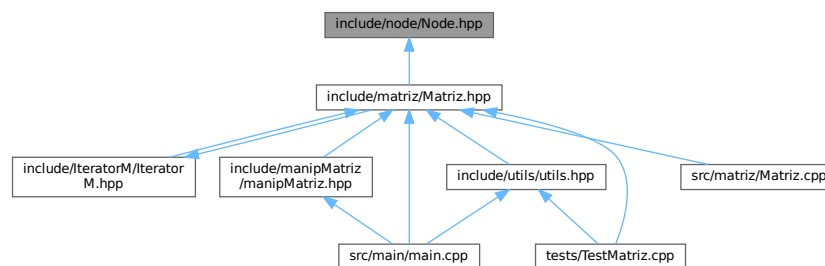 include/node/Node.hpp
include/matriz/Matriz.hpp
include/IteratorM/Iterator
M.hpp
include/manipMatriz
/manipMatriz.hpp
include/utils/utils.hpp
src/matriz/Matriz.cpp
src/main/main.cpp
tests/TestMatriz.cpp